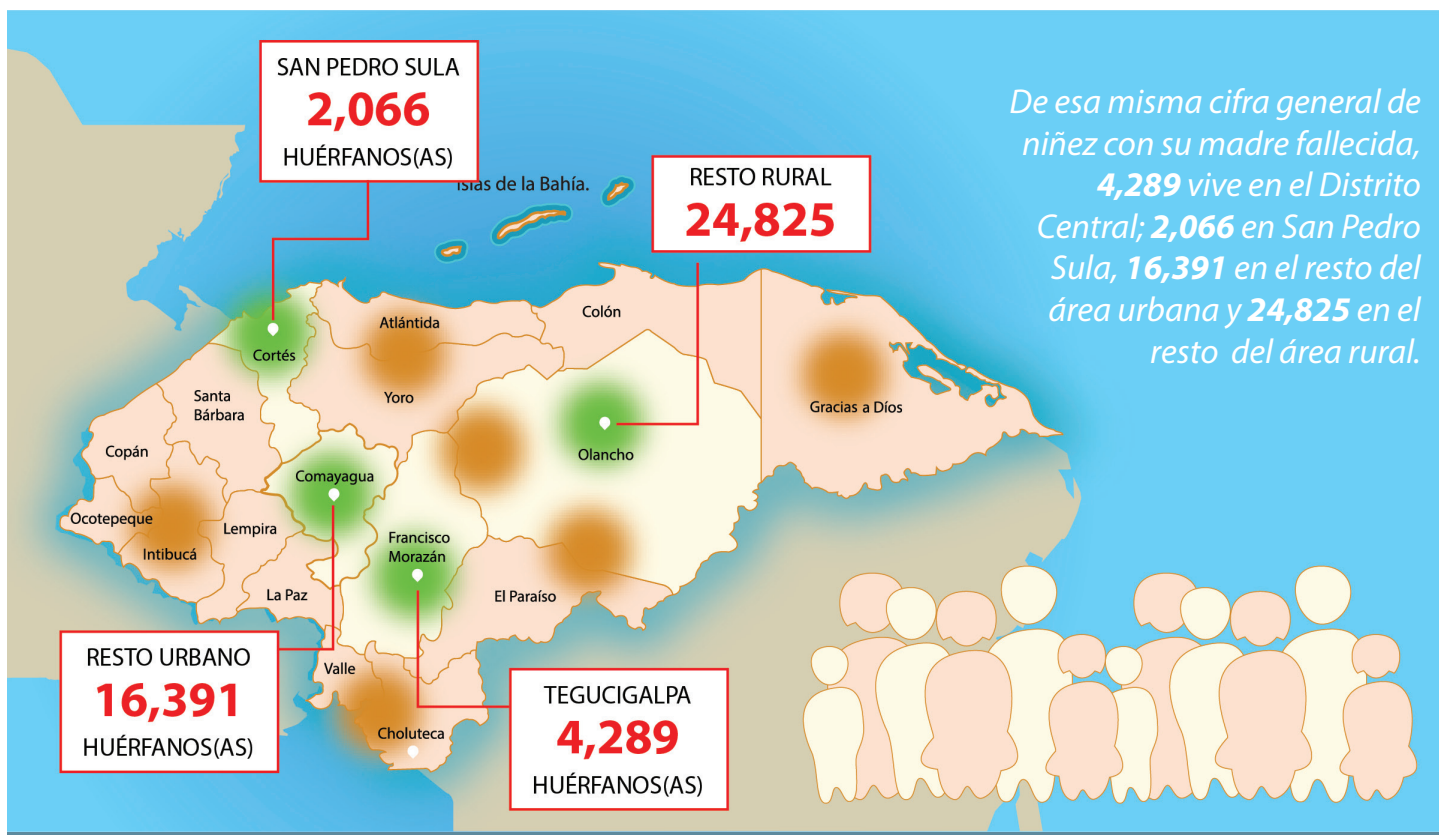 SAN PEDRO SULA
2,066
HUÉRFANOS(AS)
De esa misma cifra general de
niñez con su madre fallecida,
4,289 vive en el Distrito
Central; 2,066 en San Pedro
Sula, 16,391 en el resto del
área urbana y 24,825 en el
resto del área rural.
Islas de la Bahía.
RESTO RURAL
24,825
Colón
Atlántida
Cortés
Yoro
Santa
Bárbara
Gracias a Díos
Copán
Olancho
Comayagua
Ocotepeque
Lempira
Francisco
Morazán
Intibucá
La Paz
El Paraíso
RESTO URBANO
16,391
HUÉRFANOS(AS)
Valle
Choluteca
TEGUCIGALPA
4,289
HUÉRFANOS(AS)